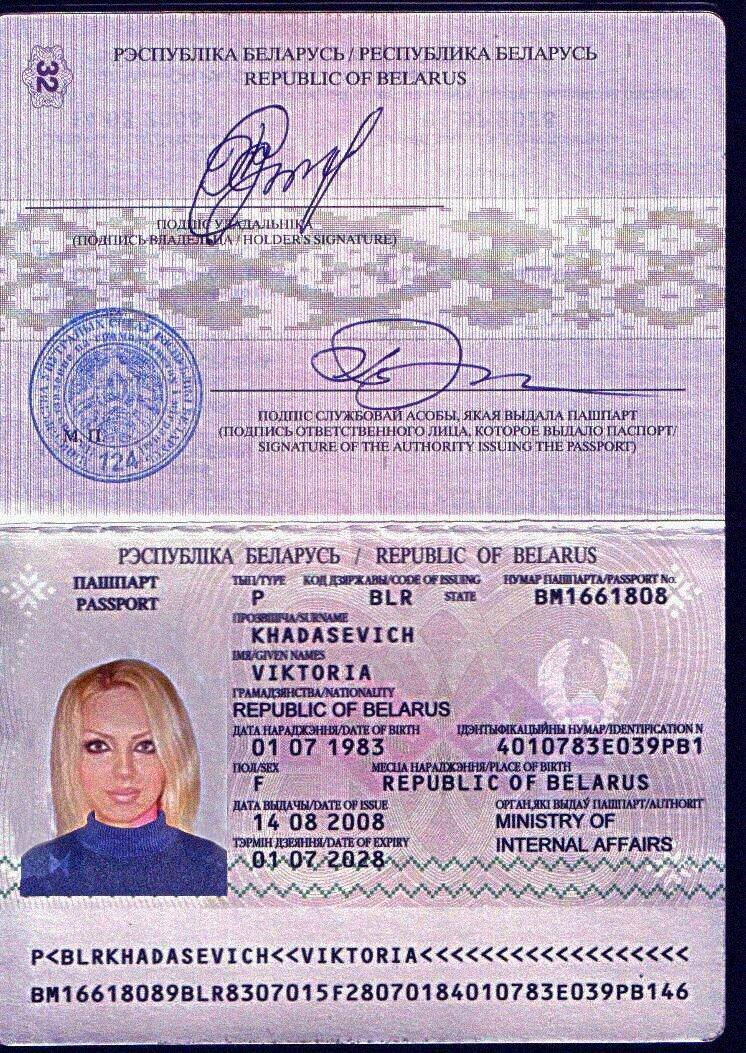 32
РЭСПУБЛІКА БЕЛАРУСЬ / РЕСПУБЛИКА БЕЛАРУСЬ
REPUBLIC OF BELARUS
ПОДПІС УЛАДАЛЬНІКА
(ПОДПИСЬ ВЛАДЕЛЬЦА / HOLDER'S SIGNATURE)
М. П.
124
ПОДПІС СЛУЖБОВАЙ АСОБЫ, ЯКАЯ ВЫДАЛА ПАШПАРТ
(ПОДПИСЬ ОТВЕТСТВЕННОГО ЛИЦА, КОТОРОЕ ВЫДАЛО ПАСПОРТ/
SIGNATURE OF THE AUTHORITY ISSUING THE PASSPORT)
РЭСПУБЛІКА БЕЛАРУСЬ / REPUBLIC OF BELARUS
ПАШПАРТ
PASSPORT
ТЫП/TYPE КОД ДЗЯРЖАВЫ/CODE OF ISSUING STATE НУМАР ПАШПАРТА/PASSPORT No.
P BLR BM1661808
ПРОЗВІШЧА/SURNAME
KHADASEVICH
ІМЯ/GIVEN NAMES
VIKTORIA
ГРАМАДЗЯНСТВА/NATIONALITY
REPUBLIC OF BELARUS
ДАТА НАРАДЖЭННЯ/DATE OF BIRTH ІДЭНТЫФІКАЦЫЙНЫ НУМАР/IDENTIFICATION N
01 07 1983 4010783E039PB1
ПОЛ/SEX МЕСЦА НАРАДЖЭННЯ/PLACE OF BIRTH
F REPUBLIC OF BELARUS
ДАТА ВЫДАЧЫ/DATE OF ISSUE ОРГАН,ЯКІ ВЫДАЎ ПАШПАРТ/AUTHORIT
14 08 2008 MINISTRY OF
ТЭРМІН ДЗЕЯННЯ/DATE OF EXPIRY INTERNAL AFFAIRS
01 07 2028
P<BLRKHADASEVICH<<VIKTORIA<<<<<<<<<<<<<<<<<<
BM16618089BLR8307015F28070184010783E039PB146